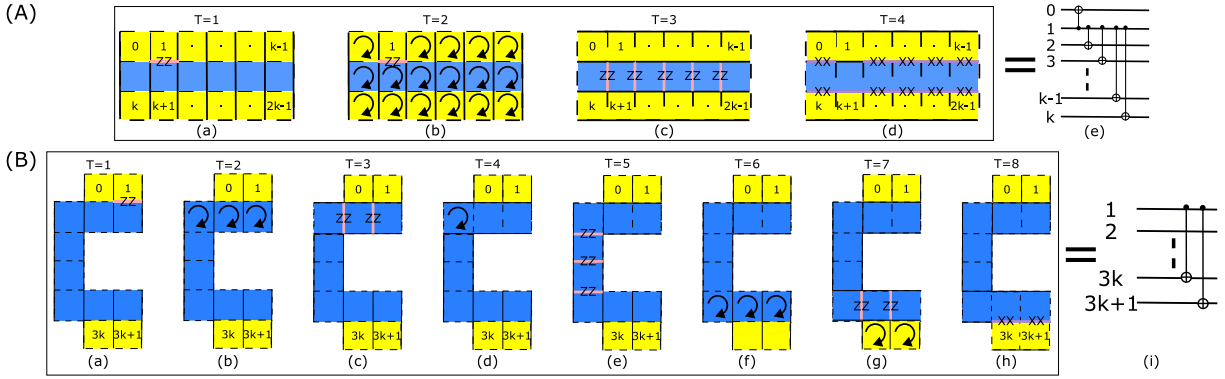 (A)
T=1 T=2 T=3 T=4
0 1 · · · k-1
ZZ
k k+1 · · · 2k-1
(a)
1
ZZ
(b)
0 1 · · · k-1
ZZ ZZ ZZ ZZ ZZ
k k+1 · · · 2k-1
(c)
0 1 · · · k-1
XX XX XX XX XX
XX XX XX XX XX
k k+1 · · · 2k-1
(d)
=
0
1
2
3
k-1
k
(e)
(B)
T=1 T=2 T=3 T=4 T=5 T=6 T=7 T=8
0 1
ZZ
3k 3k+1
(a)
0 1
3k 3k+1
(b)
0 1
ZZ ZZ
3k 3k+1
(c)
0 1
3k 3k+1
(d)
0 1
ZZ
ZZ
ZZ
3k 3k+1
(e)
0 1
(f)
0 1
ZZ ZZ
(g)
0 1
XX XX
3k 3k+1
(h)
=
1
2
3k
3k+1
(i)